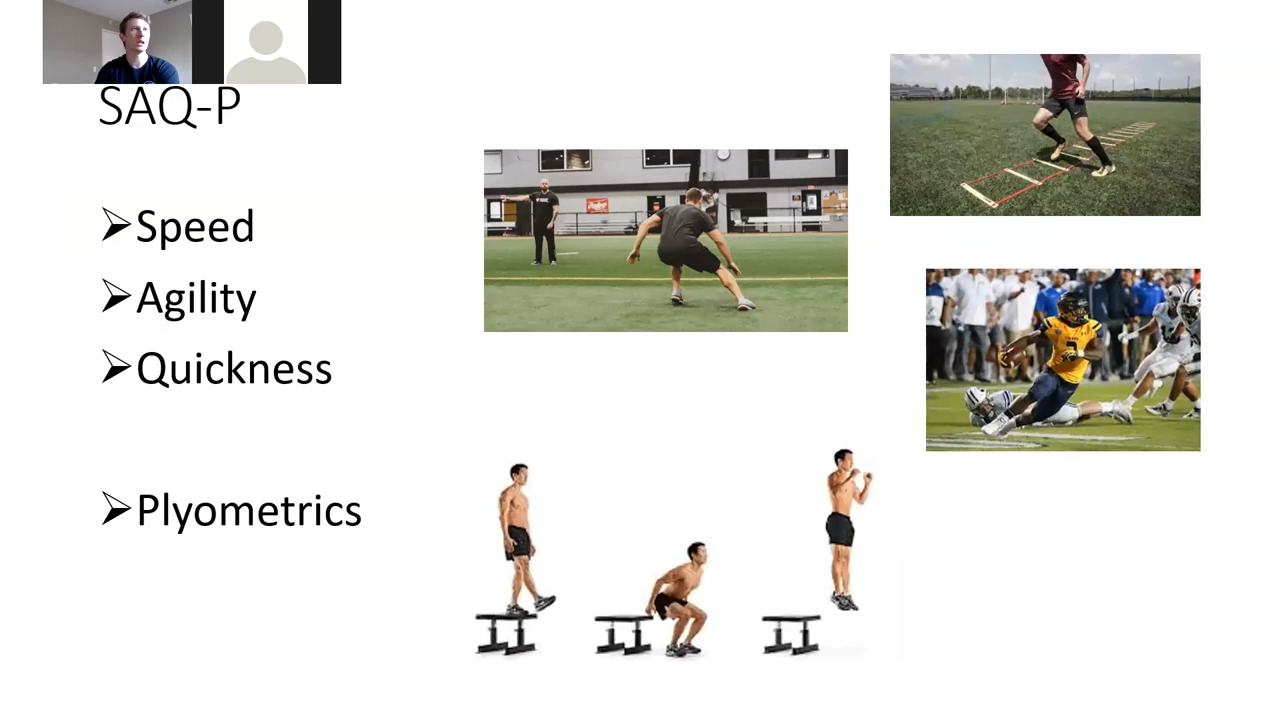 SAQ-P
➢Speed
➢Agility
➢Quickness
➢Plyometrics